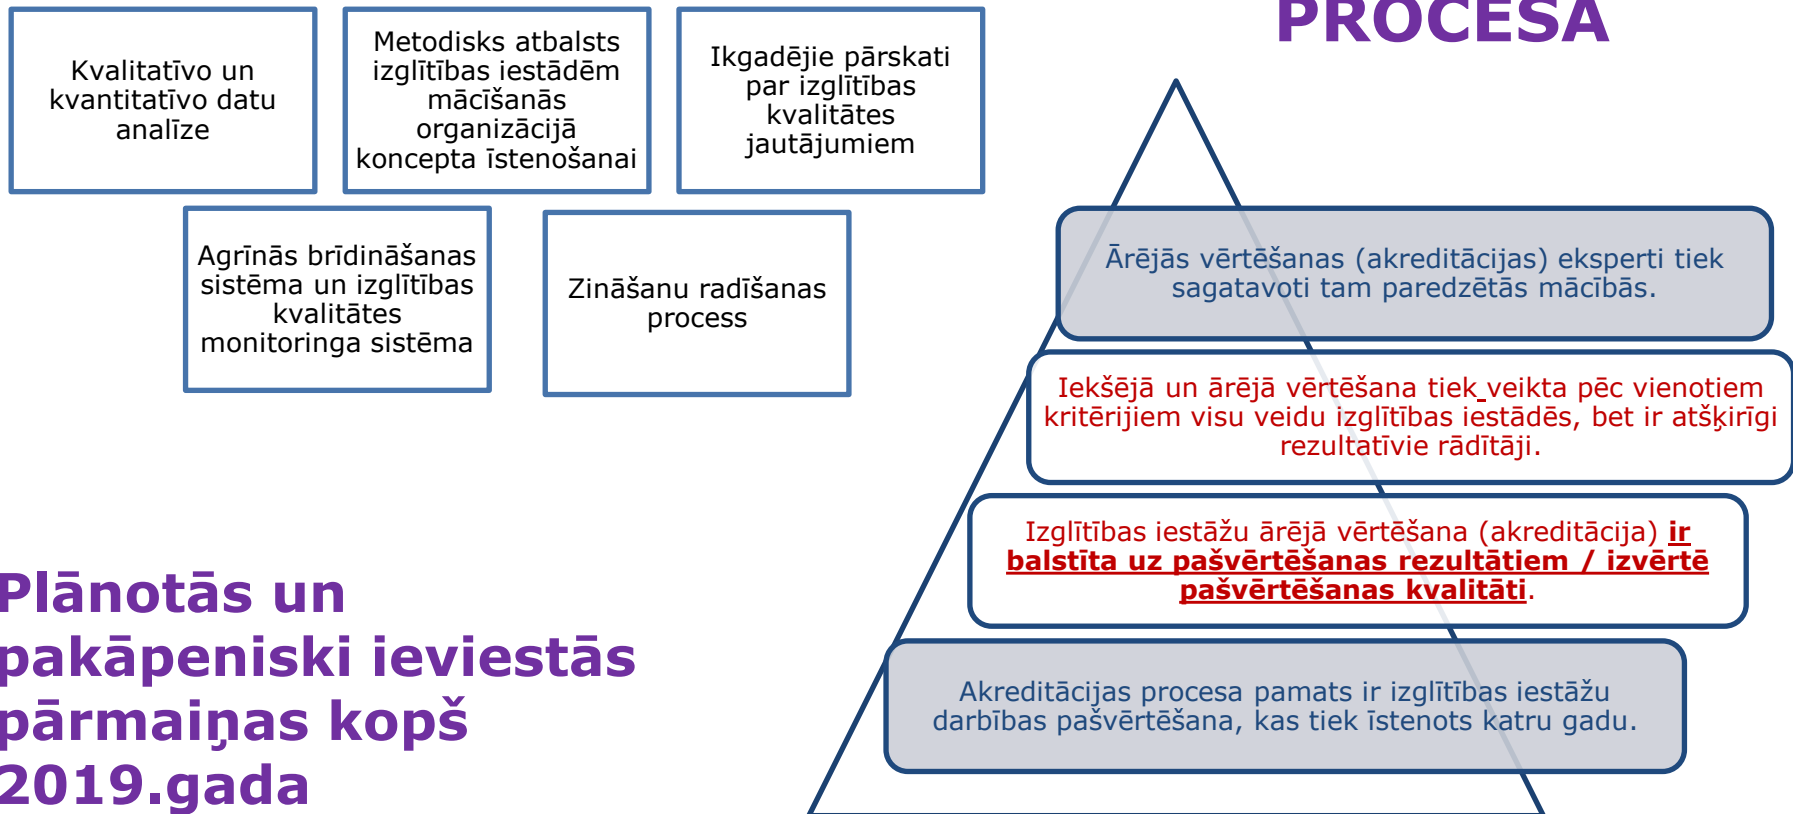 PROCESĀ
Kvalitatīvo un
kvantitatīvo datu
analīze
Metodisks atbalsts
izglītības iestādēm
mācīšanās
organizācijā
koncepta īstenošanai
Ikgadējie pārskati
par izglītības
kvalitātes
jautājumiem
Agrīnās brīdināšanas
sistēma un izglītības
kvalitātes
monitoringa sistēma
Zināšanu radīšanas
process
Ārējās vērtēšanas (akreditācijas) eksperti tiek
sagatavoti tam paredzētās mācībās.
Iekšējā un ārējā vērtēšana tiek veikta pēc vienotiem
kritērijiem visu veidu izglītības iestādēs, bet ir atšķirīgi
rezultatīvie rādītāji.
Izglītības iestāžu ārējā vērtēšana (akreditācija) ir
balstīta uz pašvērtēšanas rezultātiem / izvērtē
pašvērtēšanas kvalitāti.
Akreditācijas procesa pamats ir izglītības iestāžu
darbības pašvērtēšana, kas tiek īstenots katru gadu.
Plānotās un
pakāpeniski ieviestās
pārmaiņas kopš
2019.gada